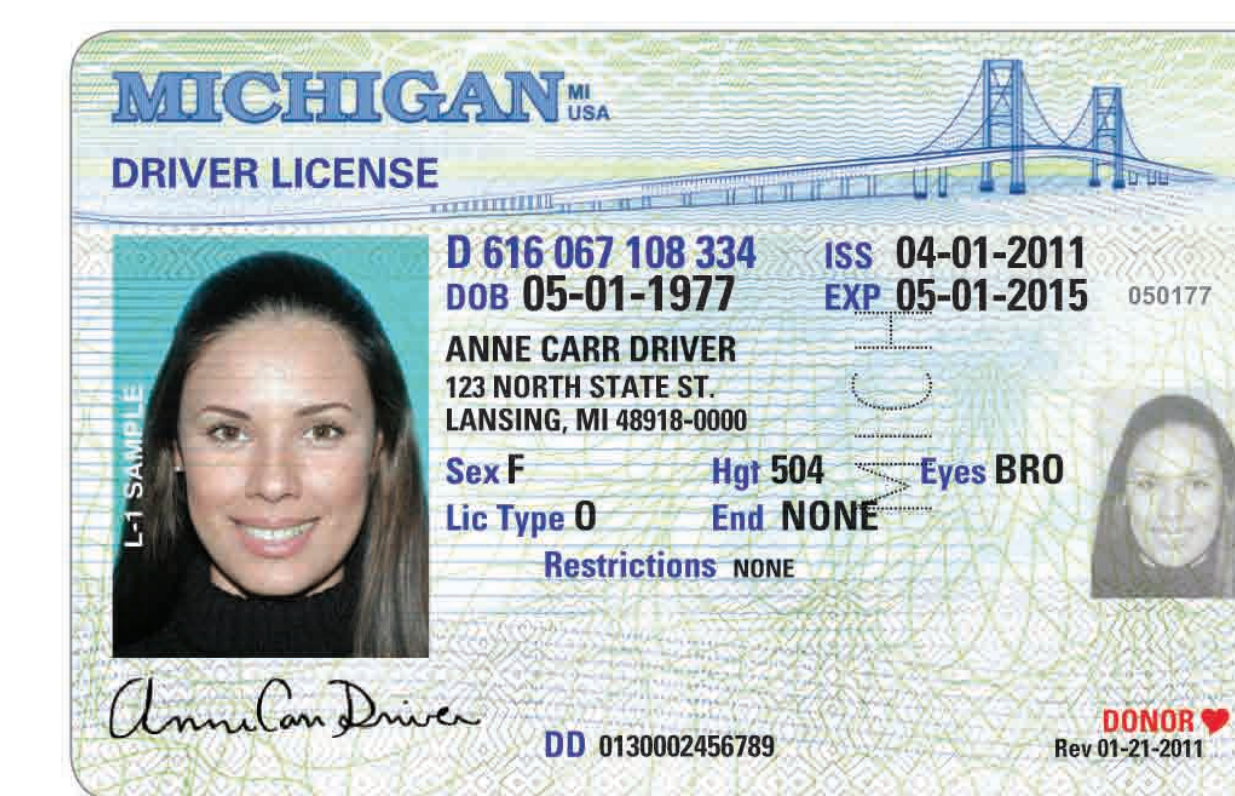 MICHIGAN MI USA
DRIVER LICENSE
D 616 067 108 334 ISS 04-01-2011
DOB 05-01-1977 EXP 05-01-2015 050177
ANNE CARR DRIVER
123 NORTH STATE ST.
LANSING, MI 48918-0000
Sex F Hgt 504 Eyes BRO
Lic Type O End NONE
Restrictions NONE
L-1 SAMPLE
MICH
Anne Carr Driver
DD 0130002456789
DONOR
Rev 01-21-2011